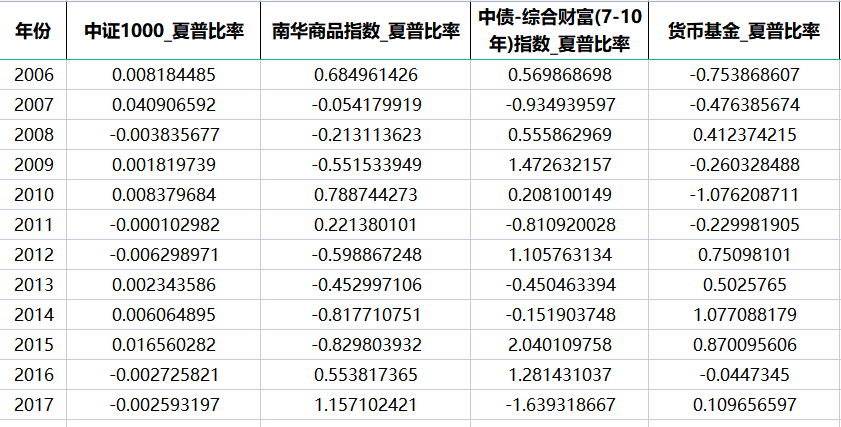 年份 中证1000_夏普比率 南华商品指数_夏普比率 中债-综合财富(7-10年)指数_夏普比率 货币基金_夏普比率
2006 0.008184485 0.684961426 0.569868698 -0.753868607
2007 0.040906592 -0.054179919 -0.934939597 -0.476385674
2008 -0.003835677 -0.213113623 0.555862969 0.412374215
2009 0.001819739 -0.551533949 1.472632157 -0.260328488
2010 0.008379684 0.788744273 0.208100149 -1.076208711
2011 -0.000102982 0.221380101 -0.810920028 -0.229981905
2012 -0.006298971 -0.598867248 1.105763134 0.75098101
2013 0.002343586 -0.452997106 -0.450464394 0.5025765
2014 0.006064895 -0.817710751 -0.151903748 1.077088179
2015 0.016560282 -0.829803932 2.040109758 0.870095606
2016 -0.002725821 0.553817365 1.281431037 -0.0447345
2017 -0.002593197 1.157102421 -1.639318667 0.109656597